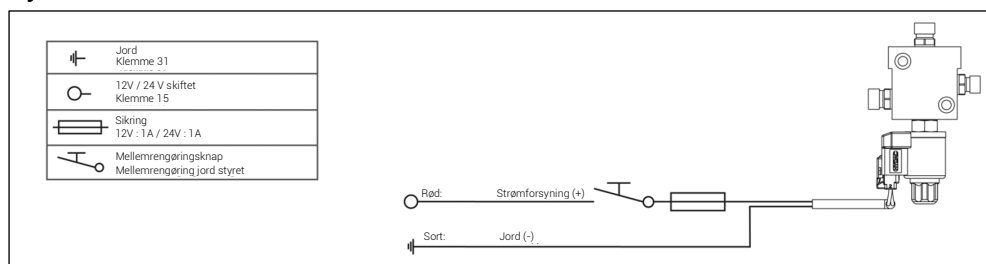 Jord
Klemme 31
12V / 24 V skiftet
Klemme 15
Sikring
12V : 1A / 24V : 1A
Mellemrengøringsknap
Mellemrengøring jord styret
Rød: Strømforsyning (+)
Sort: Jord (-)